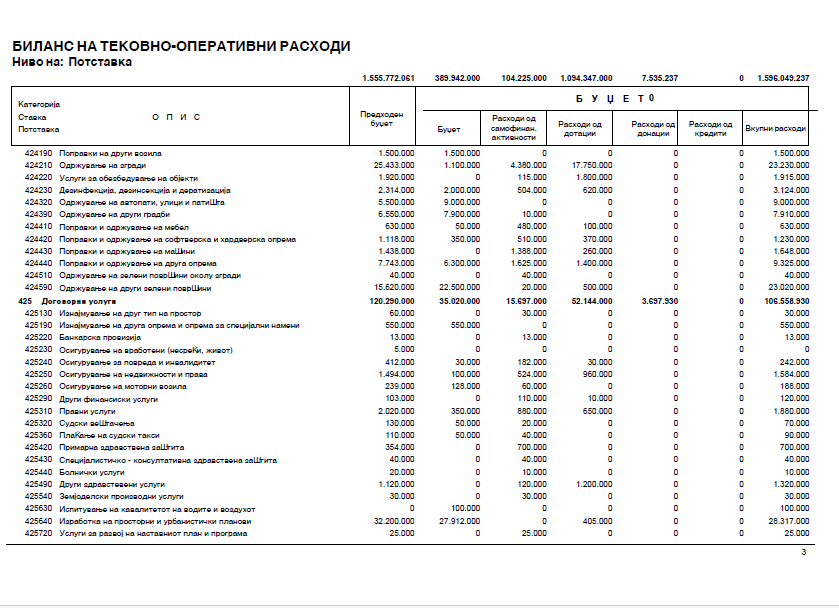 БИЛАНС НА ТЕКОВНО-ОПЕРАТИВНИ РАСХОДИ
Ниво на: Потставка
1.555.772.061 389.942.000 104.225.000 1.094.347.000 7.535.237 0 1.596.049.237
Категорија
Ставка О П И С
Потставка
Предходен буџет
Б У Џ Е Т 0
Буџет
Расходи од самофинан. активности
Расходи од дотации
Расходи од донации
Расходи од кредити
Вкупни расходи
424190 Поправки на други возила 1.500.000 1.500.000 0 0 0 0 1.500.000
424210 Одржување на згради 25.433.000 1.100.000 4.380.000 17.750.000 0 0 23.230.000
424220 Услуги за обезбедување на објекти 1.920.000 0 115.000 1.800.000 0 0 1.915.000
424230 Дезинфекција, дезинсекција и дератизација 2.314.000 2.000.000 504.000 620.000 0 0 3.124.000
424320 Одржување на автопати, улици и патиШта 5.500.000 9.000.000 0 0 0 0 9.000.000
424390 Одржување на други градби 6.550.000 7.900.000 10.000 0 0 0 7.910.000
424410 Поправки и одржување на мебел 630.000 50.000 480.000 100.000 0 0 630.000
424420 Поправки и одржување на софтверска и хардверска опрема 1.118.000 350.000 510.000 370.000 0 0 1.230.000
424430 Поправки и одржување на маШини 1.438.000 0 1.388.000 260.000 0 0 1.648.000
424440 Поправки и одржување на друга опрема 7.743.000 6.300.000 1.625.000 1.400.000 0 0 9.325.000
424510 Одржување на зелени поврШини околу згради 40.000 0 40.000 0 0 0 40.000
424590 Одржување на други зелени поврШини 15.620.000 22.500.000 20.000 500.000 0 0 23.020.000
425 Договорни услуги 120.290.000 35.020.000 15.697.000 52.144.000 3.697.930 0 106.558.930
425130 Изнајмување на друг тип на простор 60.000 0 30.000 0 0 0 30.000
425190 Изнајмување на друга опрема и опрема за специјални намени 550.000 550.000 0 0 0 0 550.000
425220 Банкарска провизија 13.000 0 13.000 0 0 0 13.000
425230 Осигурување на вработени (несреЌи, живот) 5.000 0 0 0 0 0 0
425240 Осигурување за повреда и инвалидитет 412.000 30.000 182.000 30.000 0 0 242.000
425250 Осигурување на недвижности и права 1.494.000 100.000 524.000 960.000 0 0 1.584.000
425260 Осигурување на моторни возила 239.000 128.000 60.000 0 0 0 188.000
425290 Други финансиски услуги 103.000 0 110.000 10.000 0 0 120.000
425310 Правни услуги 2.020.000 350.000 880.000 650.000 0 0 1.880.000
425320 Судски веШтачења 130.000 50.000 20.000 0 0 0 70.000
425360 ПлаЌање на судски такси 110.000 50.000 40.000 0 0 0 90.000
425420 Примарна здравствена заШтита 354.000 0 700.000 0 0 0 700.000
425430 Специјалистичко - консултативна здравствена заШтита 40.000 0 40.000 0 0 0 40.000
425440 Болнички услуги 20.000 0 10.000 0 0 0 10.000
425490 Други здравствени услуги 1.120.000 0 120.000 1.200.000 0 0 1.320.000
425540 Земјоделски производни услуги 30.000 0 30.000 0 0 0 30.000
425630 Испитување на кавалитетот на водите и воздухот 0 100.000 0 0 0 0 100.000
425640 Изработка на просторни и урбанистички планови 32.200.000 27.912.000 0 405.000 0 0 28.317.000
425720 Услуги за развој на наставниот план и програма 25.000 0 25.000 0 0 0 25.000
3